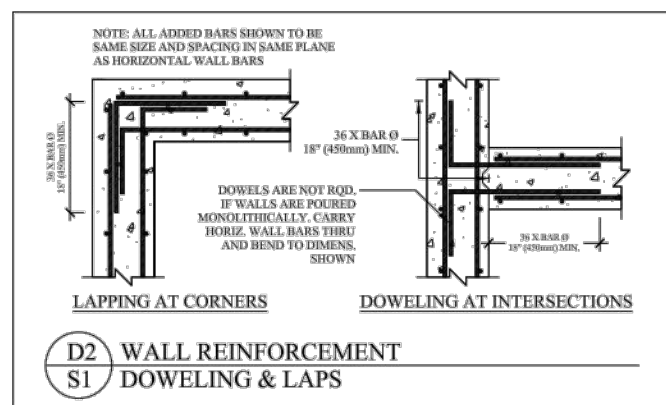 NOTE: ALL ADDED BARS SHOWN TO BE
SAME SIZE AND SPACING IN SAME PLANE
AS HORIZONTAL WALL BARS
36 X BAR Ø
18" (450mm) MIN.
36 X BAR Ø
18" (450mm) MIN.
DOWELS ARE NOT RQD.
IF WALLS ARE POURED
MONOLITHICALLY. CARRY
HORIZ. WALL BARS THRU
AND BEND TO DIMENS.
SHOWN
36 X BAR Ø
18" (450mm) MIN.
LAPPING AT CORNERS
DOWELING AT INTERSECTIONS
D2 WALL REINFORCEMENT
S1 DOWELING & LAPS